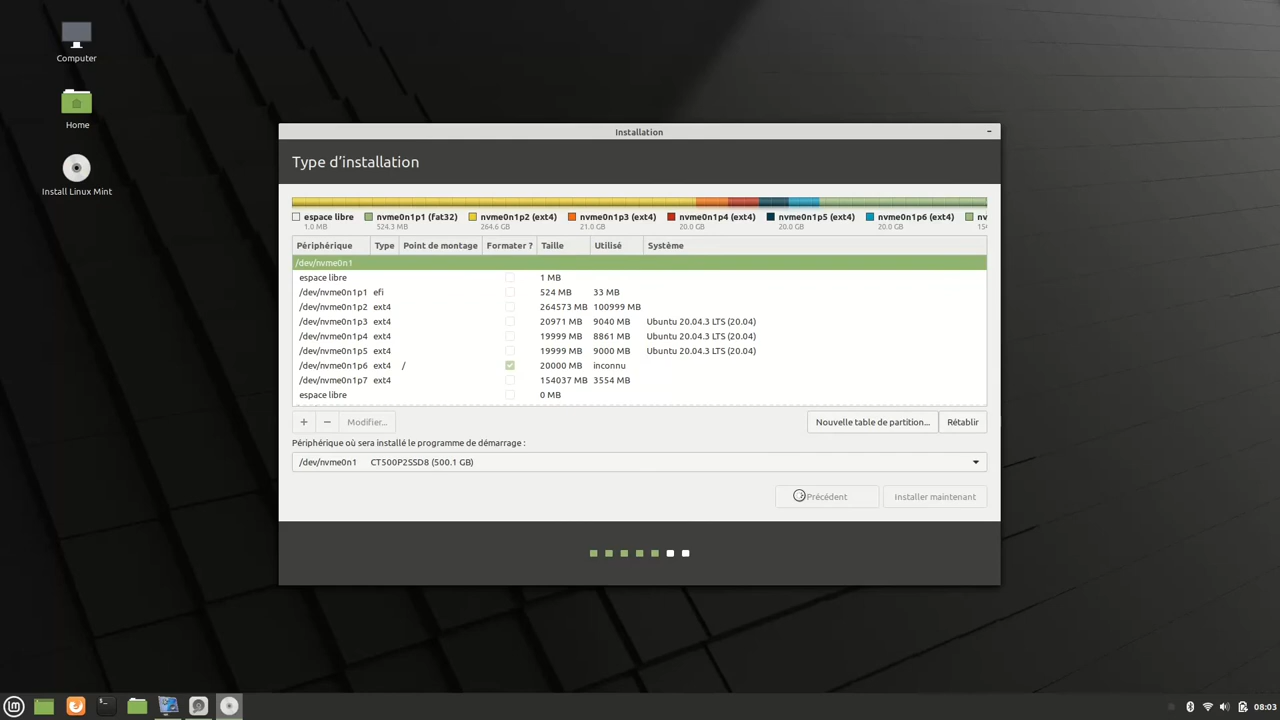 Computer
Home
Install Linux Mint
Installation
Type d'installation
espace libre nvme0n1p1 (fat32) nvme0n1p2 (ext4) nvme0n1p3 (ext4) nvme0n1p4 (ext4) nvme0n1p5 (ext4) nvme0n1p6 (ext4)
1.0 MB 524.3 MB 264.6 GB 21.0 GB 20.0 GB 20.0 GB 20.0 GB
Périphérique Type Point de montage Formater ? Taille Utilisé Système
/dev/nvme0n1
espace libre 1 MB
/dev/nvme0n1p1 efi 524 MB 33 MB
/dev/nvme0n1p2 ext4 264573 MB 100999 MB
/dev/nvme0n1p3 ext4 20971 MB 9040 MB Ubuntu 20.04.3 LTS (20.04)
/dev/nvme0n1p4 ext4 19999 MB 8861 MB Ubuntu 20.04.3 LTS (20.04)
/dev/nvme0n1p5 ext4 19999 MB 9000 MB Ubuntu 20.04.3 LTS (20.04)
/dev/nvme0n1p6 ext4 / 20000 MB inconnu
/dev/nvme0n1p7 ext4 154037 MB 3554 MB
espace libre 0 MB
+ − Modifier... Nouvelle table de partition... Rétablir
Périphérique où sera installé le programme de démarrage :
/dev/nvme0n1 CT500P2SSD8 (500.1 GB)
Précédent Installer maintenant
08:03